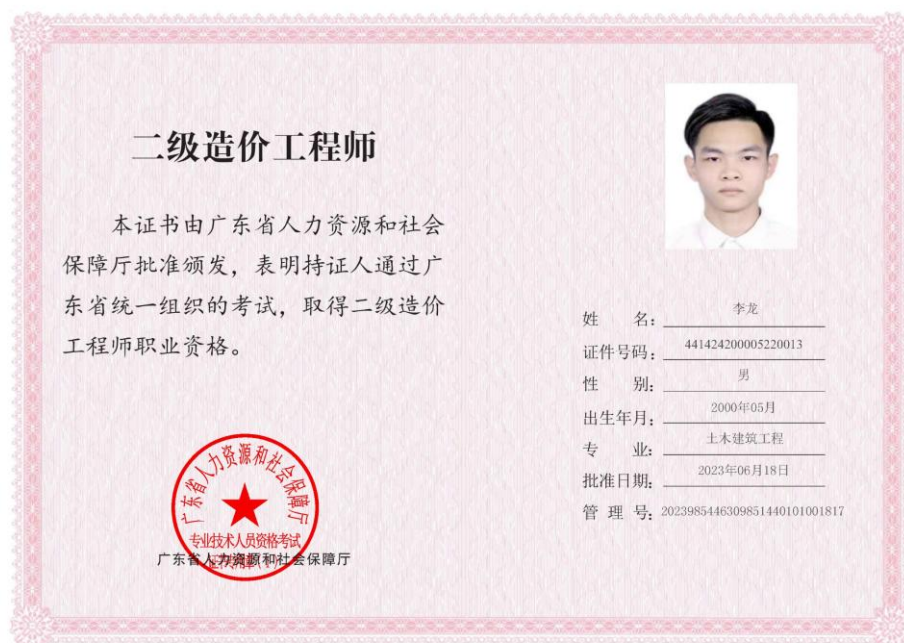 二级造价工程师
本证书由广东省人力资源和社会
保障厅批准颁发，表明持证人通过广
东省统一组织的考试，取得二级造价
工程师职业资格。
姓 名： 李龙
证件号码： 441424200005220013
性 别： 男
出生年月： 2000年05月
专 业： 土木建筑工程
批准日期： 2023年06月18日
管 理 号： 20239854463098514401010018​17
广东省人力资源和社会保障厅
专业技术人员资格考试
广东省人力资源和社会保障厅